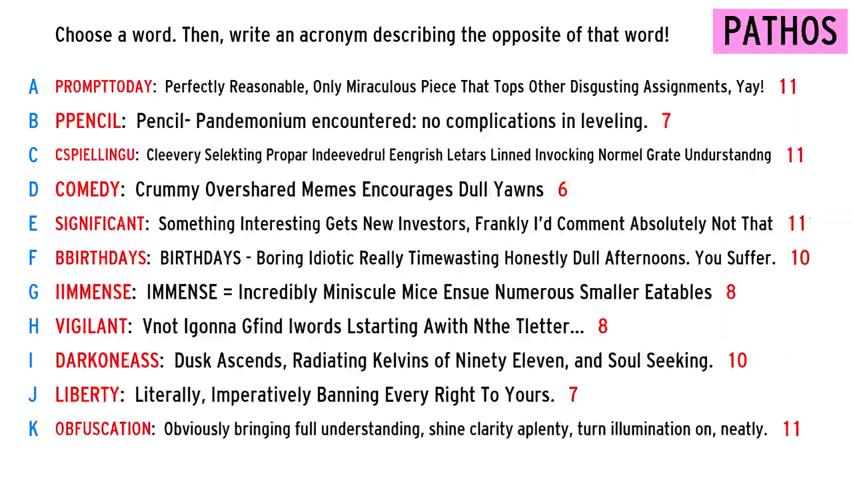 Choose a word. Then, write an acronym describing the opposite of that word!
PATHOS
A PROMPTTODAY: Perfectly Reasonable, Only Miraculous Piece That Tops Other Disgusting Assignments, Yay! 11
B PPENCIL: Pencil- Pandemonium encountered: no complications in leveling. 7
C CSPIELLINGU: Cleevery Selekting Propar Indeevedrul Eengrish Letars Linned Invocking Normel Grate Undurstandng 11
D COMEDY: Crummy Overshared Memes Encourages Dull Yawns 6
E SIGNIFICANT: Something Interesting Gets New Investors, Frankly I'd Comment Absolutely Not That 11
F BBIRTHDAYS: BIRTHDAYS - Boring Idiotic Really Timewasting Honestly Dull Afternoons. You Suffer. 10
G IIMMENSE: IMMENSE = Incredibly Miniscule Mice Ensue Numerous Smaller Eatables 8
H VIGILANT: Vnot Igonna Gfind Iwords Lstarting Awith Nthe Tletter... 8
I DARKONEASS: Dusk Ascends, Radiating Kelvins of Ninety Eleven, and Soul Seeking. 10
J LIBERTY: Literally, Imperatively Banning Every Right To Yours. 7
K OBFUSCATION: Obviously bringing full understanding, shine clarity aplenty, turn illumination on, neatly. 11